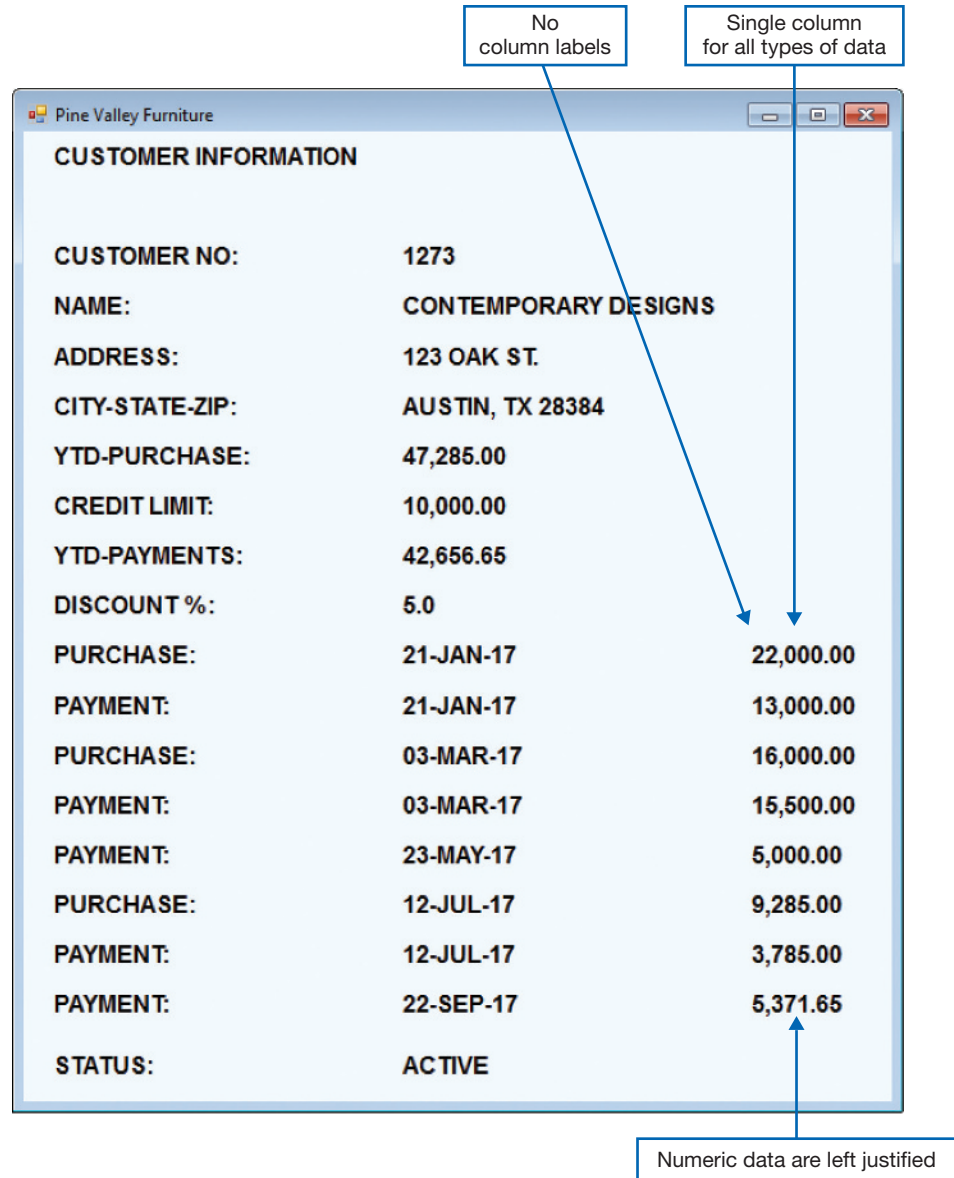 No
column labels
Single column
for all types of data
Pine Valley Furniture
CUSTOMER INFORMATION
CUSTOMER NO: 1273
NAME: CONTEMPORARY DESIGNS
ADDRESS: 123 OAK ST.
CITY-STATE-ZIP: AUSTIN, TX 28384
YTD-PURCHASE: 47,285.00
CREDIT LIMIT: 10,000.00
YTD-PAYMENTS: 42,656.65
DISCOUNT %: 5.0
PURCHASE: 21-JAN-17 22,000.00
PAYMENT: 21-JAN-17 13,000.00
PURCHASE: 03-MAR-17 16,000.00
PAYMENT: 03-MAR-17 15,500.00
PAYMENT: 23-MAY-17 5,000.00
PURCHASE: 12-JUL-17 9,285.00
PAYMENT: 12-JUL-17 3,785.00
PAYMENT: 22-SEP-17 5,371.65
STATUS: ACTIVE
Numeric data are left justified